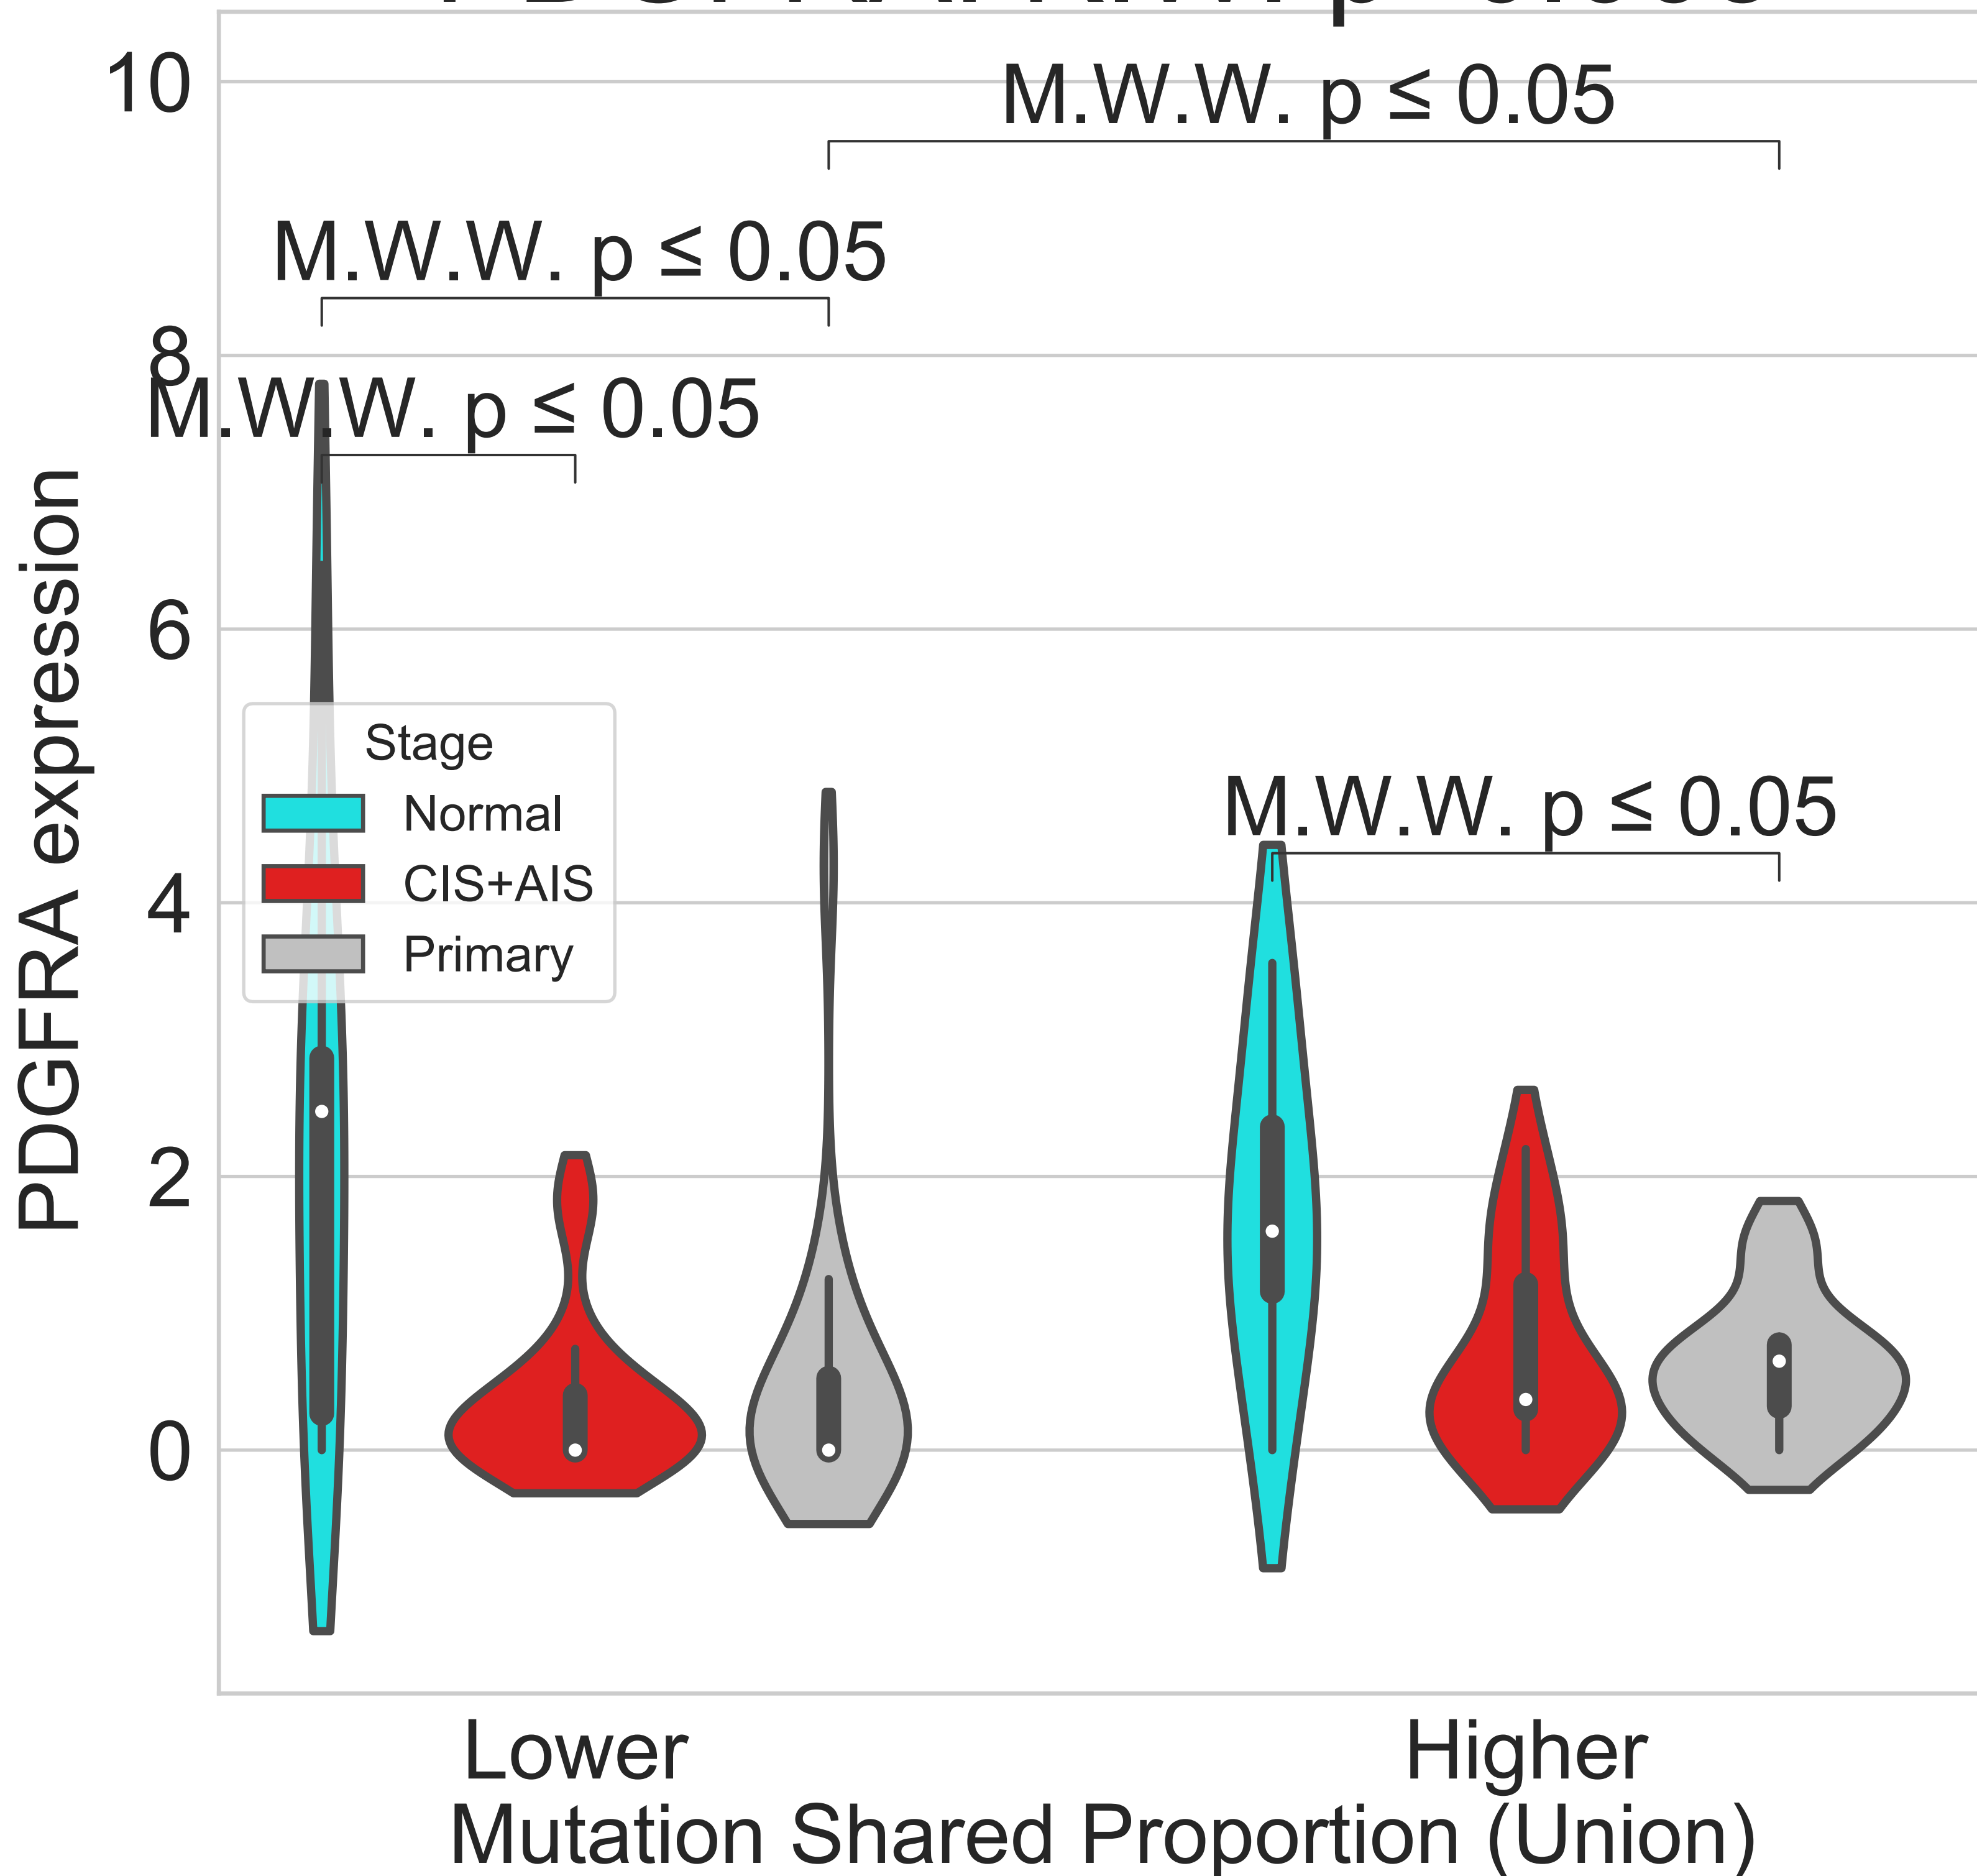 10
M.W.W. p ≤ 0.05
M.W.W. p ≤ 0.05
8
M.W.W. p ≤ 0.05
6
Stage
Normal
CIS+AIS
Primary
M.W.W. p ≤ 0.05
4
2
0
PDGFRA expression
Lower
Higher
Mutation Shared Proportion (Union)